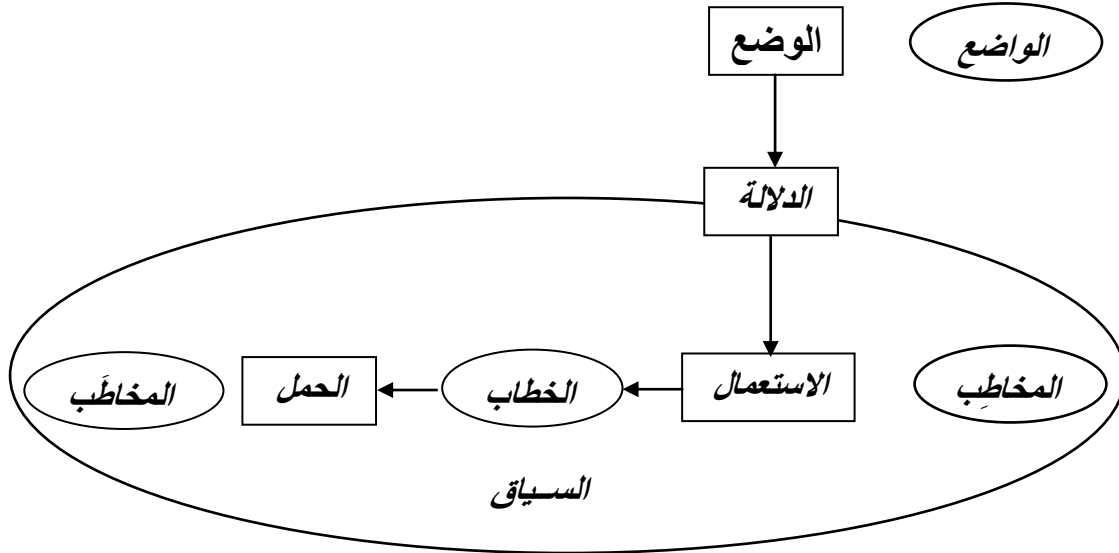 الواضع
الوضع
الدلالة
المخاطِب
الاستعمال
الخطاب
الحمل
المخاطَب
السياق